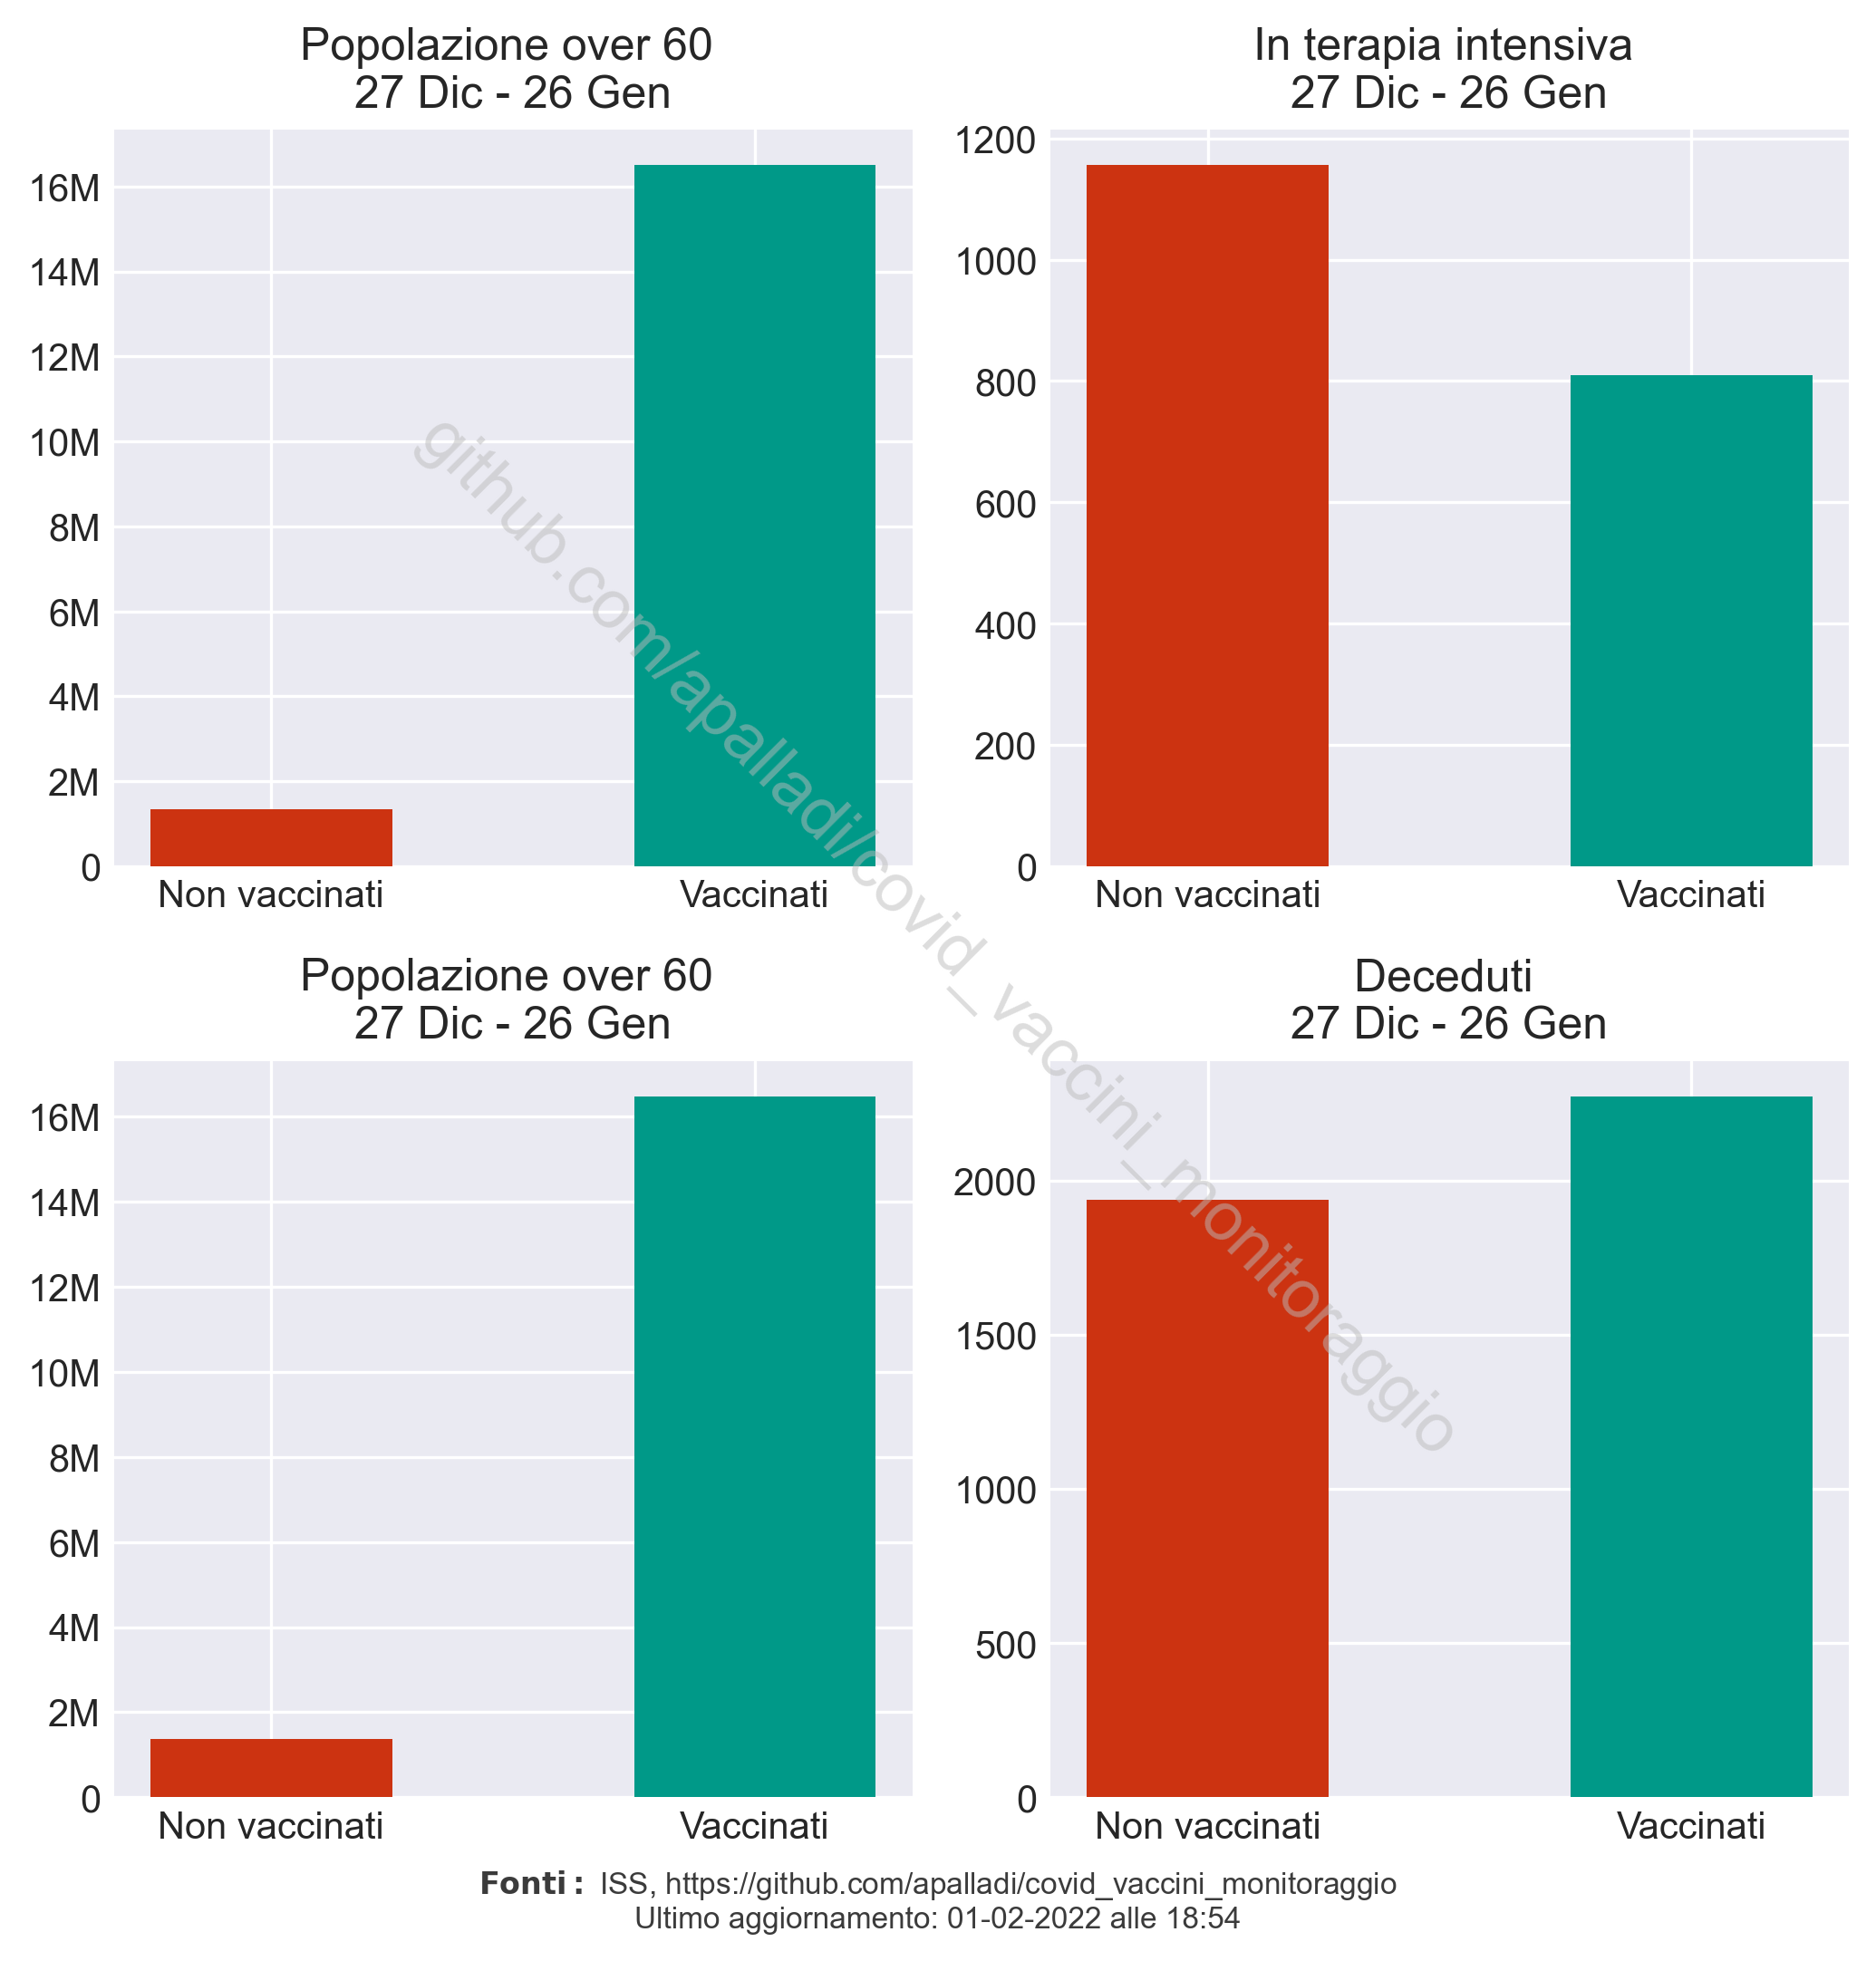 Popolazione over 60
27 Dic - 26 Gen
16M
14M
12M
10M
8M
6M
4M
2M
0
Non vaccinati
Vaccinati
In terapia intensiva
27 Dic - 26 Gen
1200
1000
800
600
400
200
0
Non vaccinati
Vaccinati
Popolazione over 60
27 Dic - 26 Gen
16M
14M
12M
10M
8M
6M
4M
2M
0
Non vaccinati
Vaccinati
Deceduti
27 Dic - 26 Gen
2000
1500
1000
500
0
Non vaccinati
Vaccinati
github.com/apalladi/covid_vaccini_monitoraggio
Fonti: ISS, https://github.com/apalladi/covid_vaccini_monitoraggio
Ultimo aggiornamento: 01-02-2022 alle 18:54